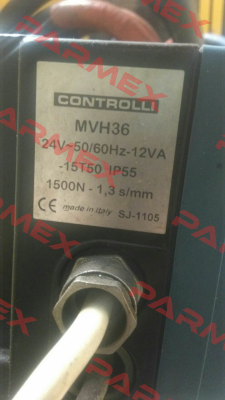 CONTROLLI
MVH36
24V~50/60Hz-12VA
-15T50 IP55
1500N - 1,3 s/mm
CE made in Italy SJ-1105
PARMEX
PARMEX
PARMEX
PARMEX